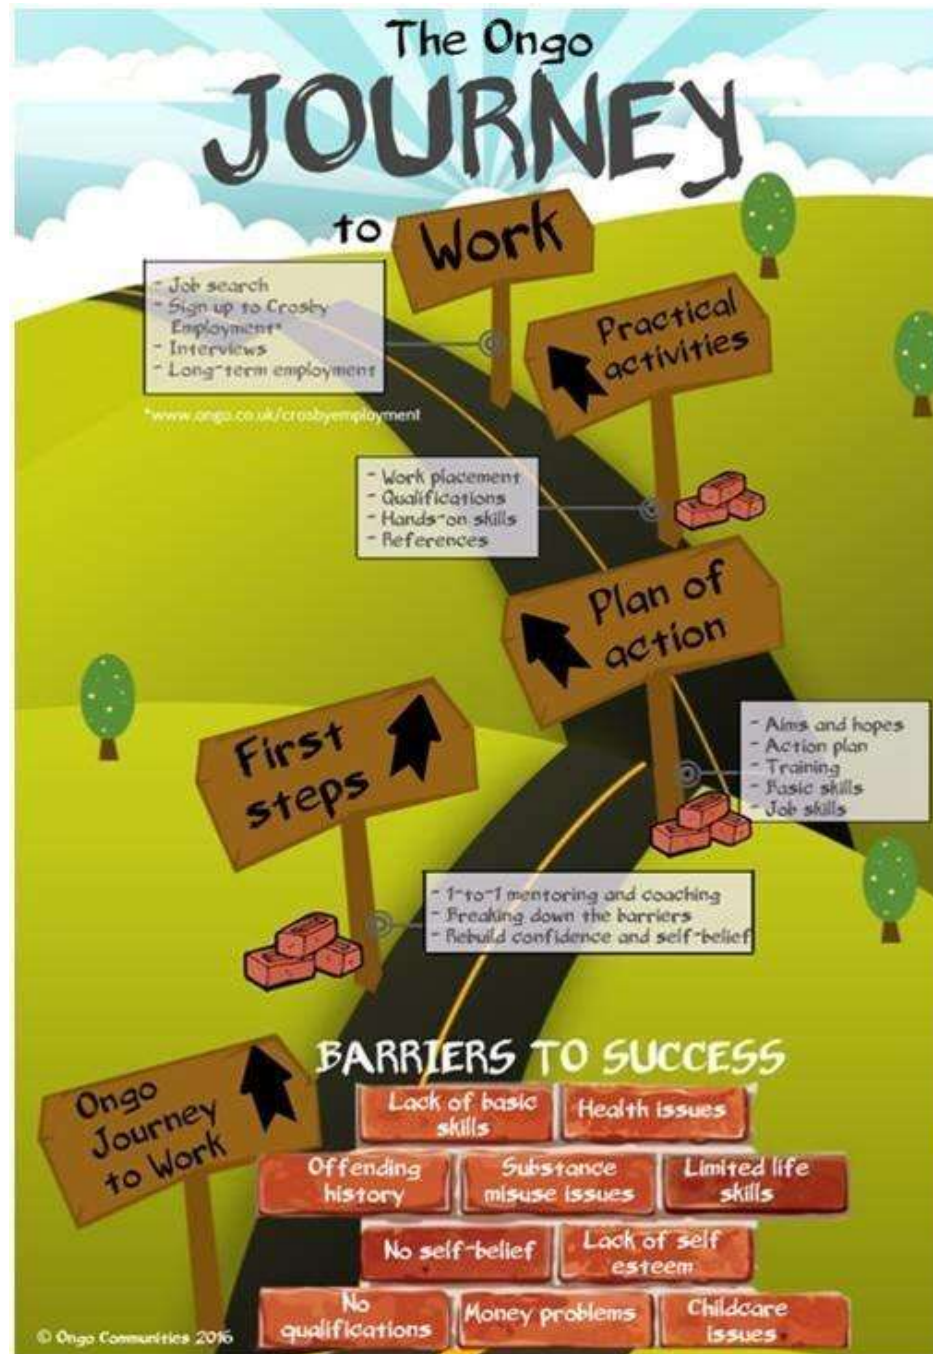 The Ongo
JOURNEY
to Work
- Job search
- Sign up to Crosby
Employment*
- Interviews
- Long-term employment
*www.ongo.co.uk/crosbyemployment
Practical
activities
- Work placement
- Qualifications
- Hands-on skills
- References
Plan of
action
- Aims and hopes
- Action plan
- Training
- Basic skills
- Job skills
First
steps
- 1-to-1 mentoring and coaching
- Breaking down the barriers
- Rebuild confidence and self-belief
Ongo
Journey
to Work
BARRIERS TO SUCCESS
Lack of basic
skills
Health issues
Offending
history
Substance
misuse issues
Limited life
skills
No self-belief
Lack of self
esteem
No
qualifications
Money problems
Childcare
issues
© Ongo Communities 2016